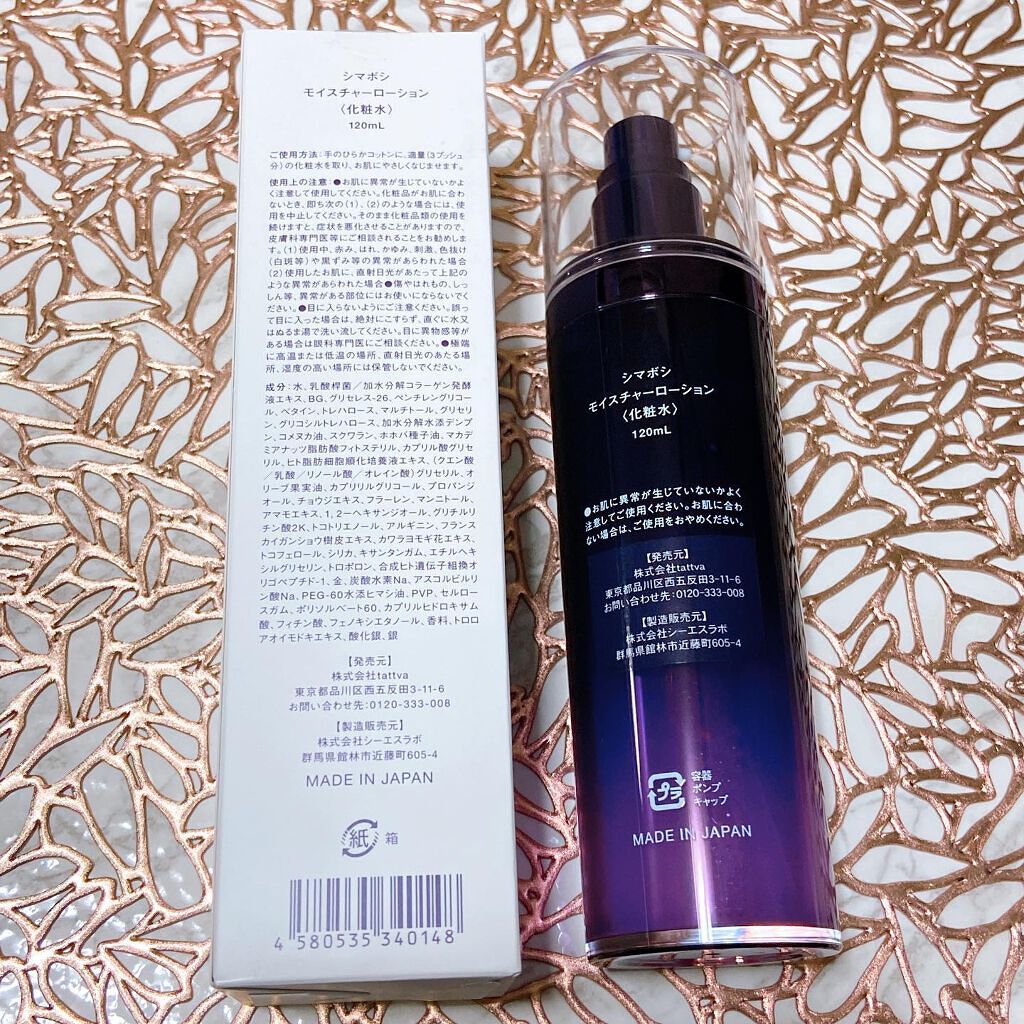 シマボシ
モイスチャーローション
〈化粧水〉
120mL
ご使用方法：手のひらかコットンに、適量（3プッシュ
分）の化粧水を取り、お肌にやさしくなじませます。
使用上の注意：●お肌に異常が生じていないかよ
く注意して使用してください。化粧品がお肌に合わ
ないとき、即ち次の（1）、（2）のような場合には、使
用を中止してください。そのまま化粧品類の使用を
続けますと、症状を悪化させることがありますので、
皮膚科専門医等にご相談されることをお勧めしま
す。（1）使用中、赤み、はれ、かゆみ、刺激、色抜け
（白斑等）や黒ずみ等の異常があらわれた場合
（2）使用したお肌に、直射日光があたって上記の
ような異常があらわれた場合●傷やはれもの、しっ
しん等、異常がある部位にはお使いにならないでく
ださい。●目に入らないようにご注意ください。誤っ
て目に入った場合は、絶対にこすらず、直ぐに水又
はぬるま湯で洗い流してください。目に異物感等が
ある場合は眼科専門医にご相談ください。●極端
に高温または低温の場所、直射日光のあたる場
所、湿度の高い場所には保管しないでください。
成分：水、乳酸桿菌／加水分解コラーゲン発酵
液エキス、BG、グリセレス-26、ペンチレングリコー
ル、ベタイン、トレハロース、マルチトール、グリセリ
ン、グリコシルトレハロース、加水分解水添デンプ
ン、コメヌカ油、スクワラン、ホホバ種子油、マカデ
ミアナッツ脂肪酸フィトステリル、カプリル酸グリセ
リル、ヒト脂肪細胞順化培養液エキス、（クエン酸
／乳酸／リノール酸／オレイン酸）グリセリル、オ
リーブ果実油、カプリリルグリコール、プロパンジ
オール、チョウジエキス、フラーレン、マンニトール、
アマモエキス、1，2－ヘキサンジオール、グリチルリ
チン酸2K、トコトリエノール、アルギニン、フランス
カイガンショウ樹皮エキス、カワラヨモギ花エキス、
トコフェロール、シリカ、キサンタンガム、エチルヘキ
シルグリセリン、トロポロン、合成ヒト遺伝子組換オ
リゴペプチド-1、金、炭酸水素Na、アスコルビルリ
ン酸Na、PEG-60水添ヒマシ油、PVP、セルロー
スガム、ポリソルベート60、カプリルヒドロキサム
酸、フィチン酸、フェノキシエタノール、香料、トロロ
アオイモドキエキス、酸化銀、銀
【発売元】
株式会社tattva
東京都品川区西五反田3-11-6
お問い合わせ先：0120-333-008
【製造販売元】
株式会社シーエスラボ
群馬県館林市近藤町605-4
MADE IN JAPAN
紙 箱
4 580535 340148
シマボシ
モイスチャーローション
〈化粧水〉
120mL
●お肌に異常が生じていないかよく
注意してご使用ください。お肌に合わ
ない場合は、ご使用をおやめください。
【発売元】
株式会社tattva
東京都品川区西五反田3-11-6
お問い合わせ先：0120-333-008
【製造販売元】
株式会社シーエスラボ
群馬県館林市近藤町605-4
プラ
容器
ポンプ
キャップ
MADE IN JAPAN